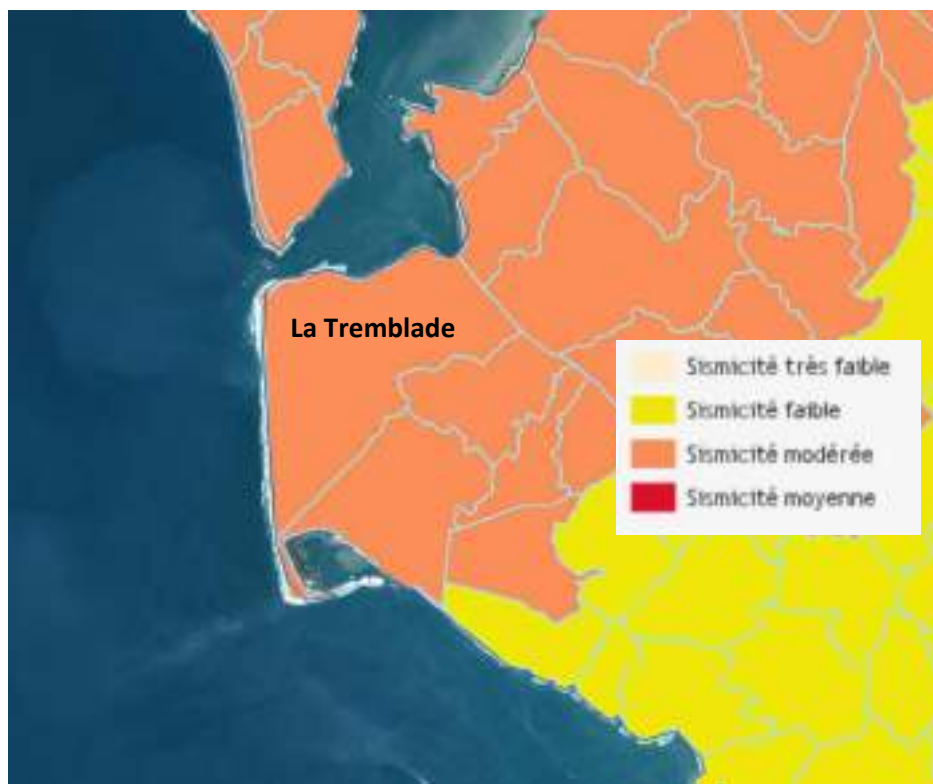 La Tremblade
Sismicité très faible
Sismicité faible
Sismicité modérée
Sismicité moyenne